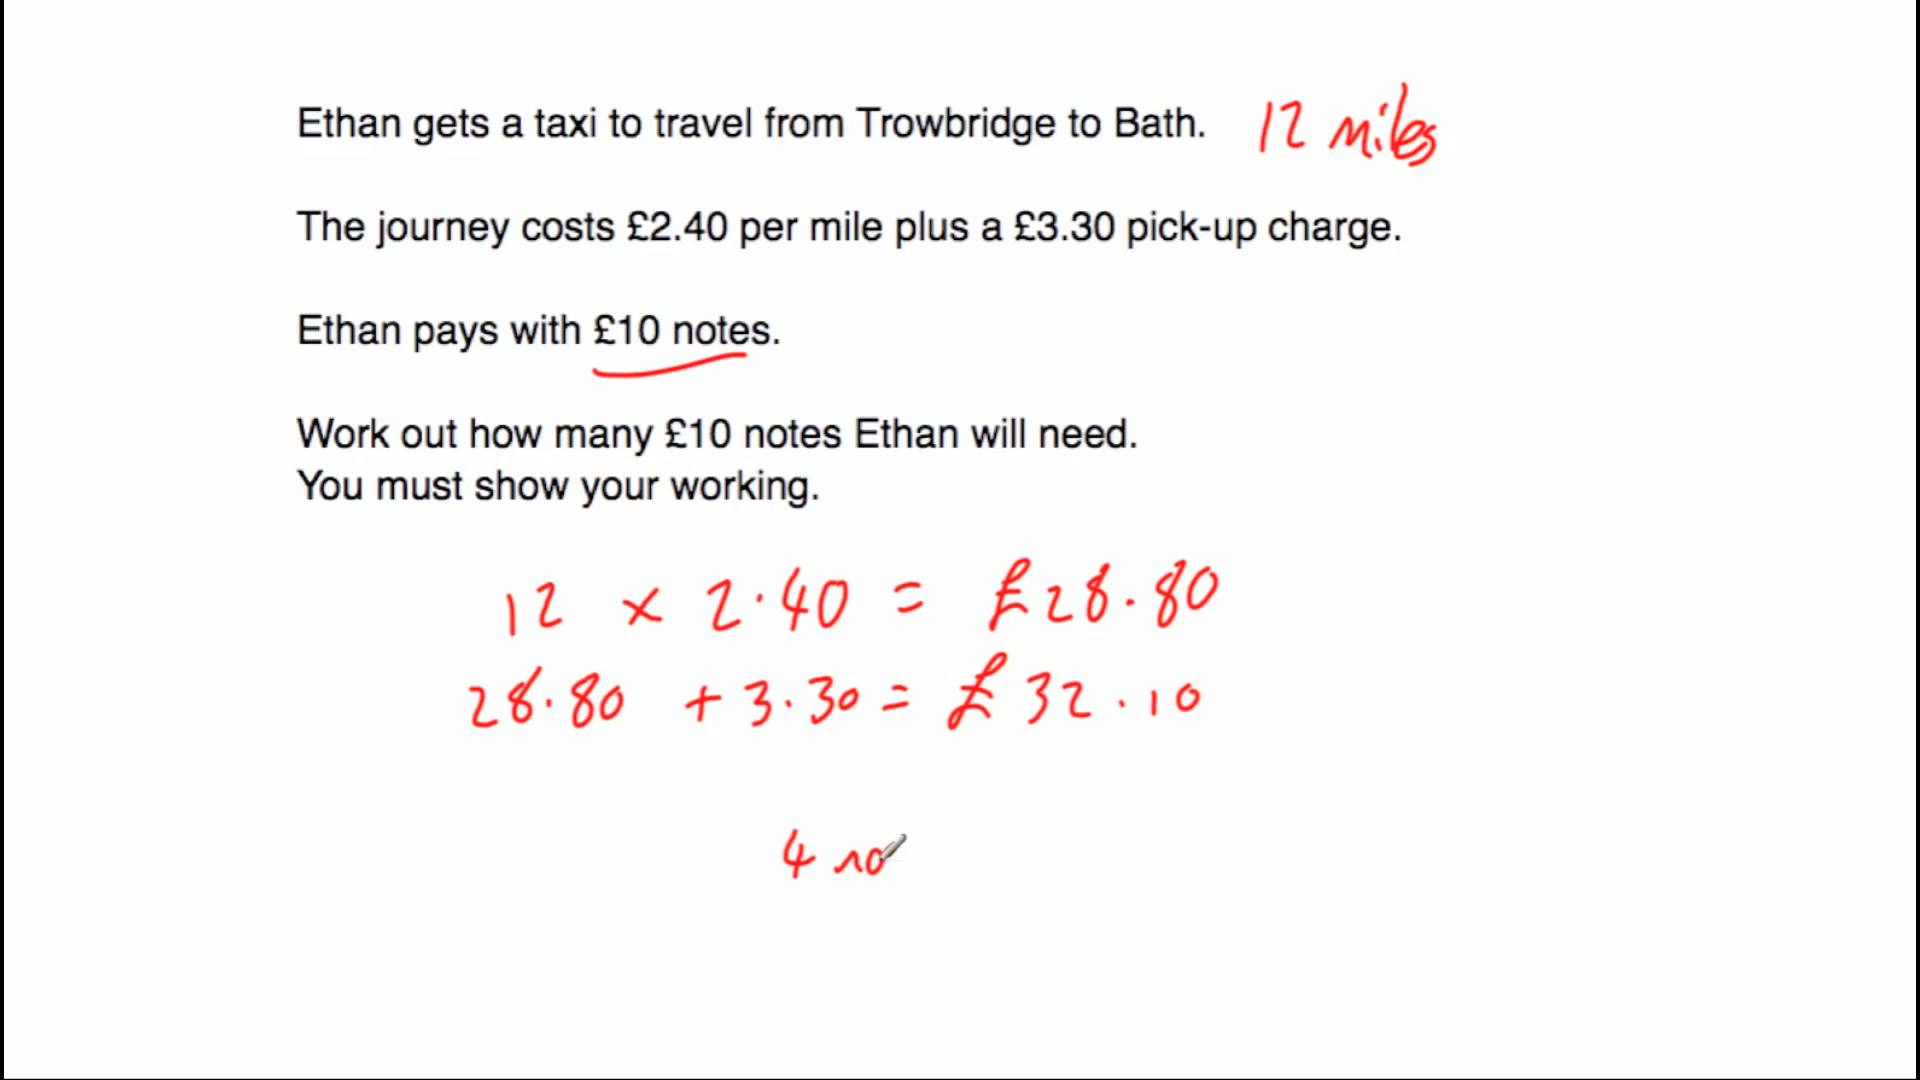 Ethan gets a taxi to travel from Trowbridge to Bath. 12 miles
The journey costs £2.40 per mile plus a £3.30 pick-up charge.
Ethan pays with £10 notes.
Work out how many £10 notes Ethan will need.
You must show your working.
12 × 2.40 = £28.80
28.80 + 3.30 = £32.10
4 no